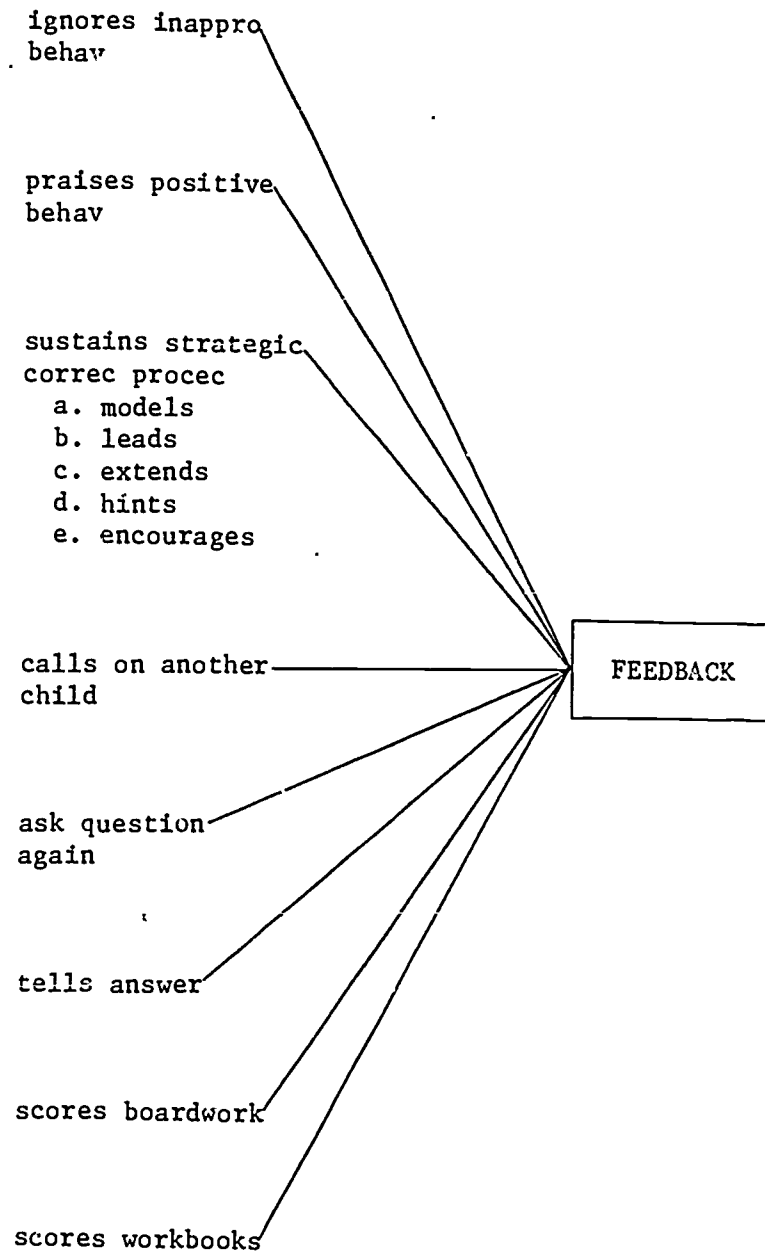 ignores inappro
behav
praises positive
behav
sustains strategic
correc procec
a. models
b. leads
c. extends
d. hints
e. encourages
calls on another
child
FEEDBACK
ask question
again
tells answer
scores boardwork
scores workbooks